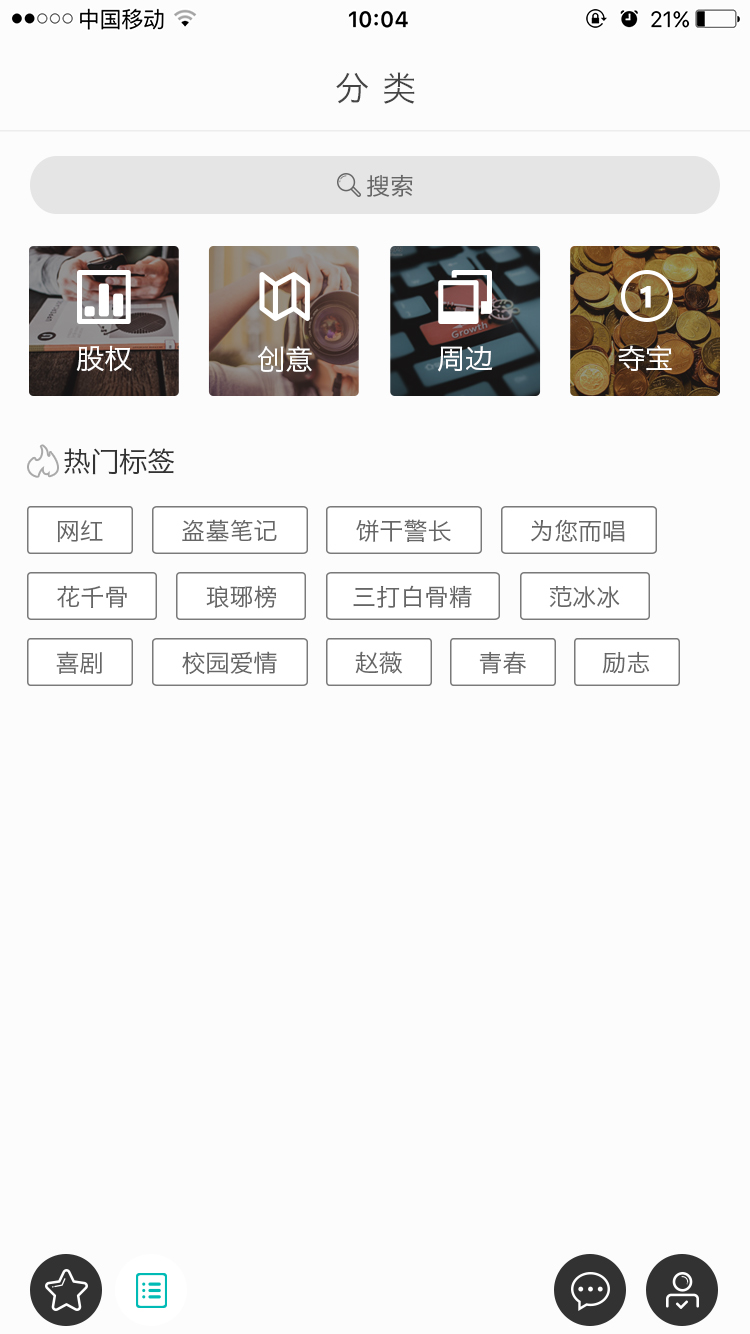 中国移动 10:04 21%
分 类
搜索
Growth
股权 创意 周边 夺宝
热门标签
网红 盗墓笔记 饼干警长 为您而唱
花千骨 琅琊榜 三打白骨精 范冰冰
喜剧 校园爱情 赵薇 青春 励志